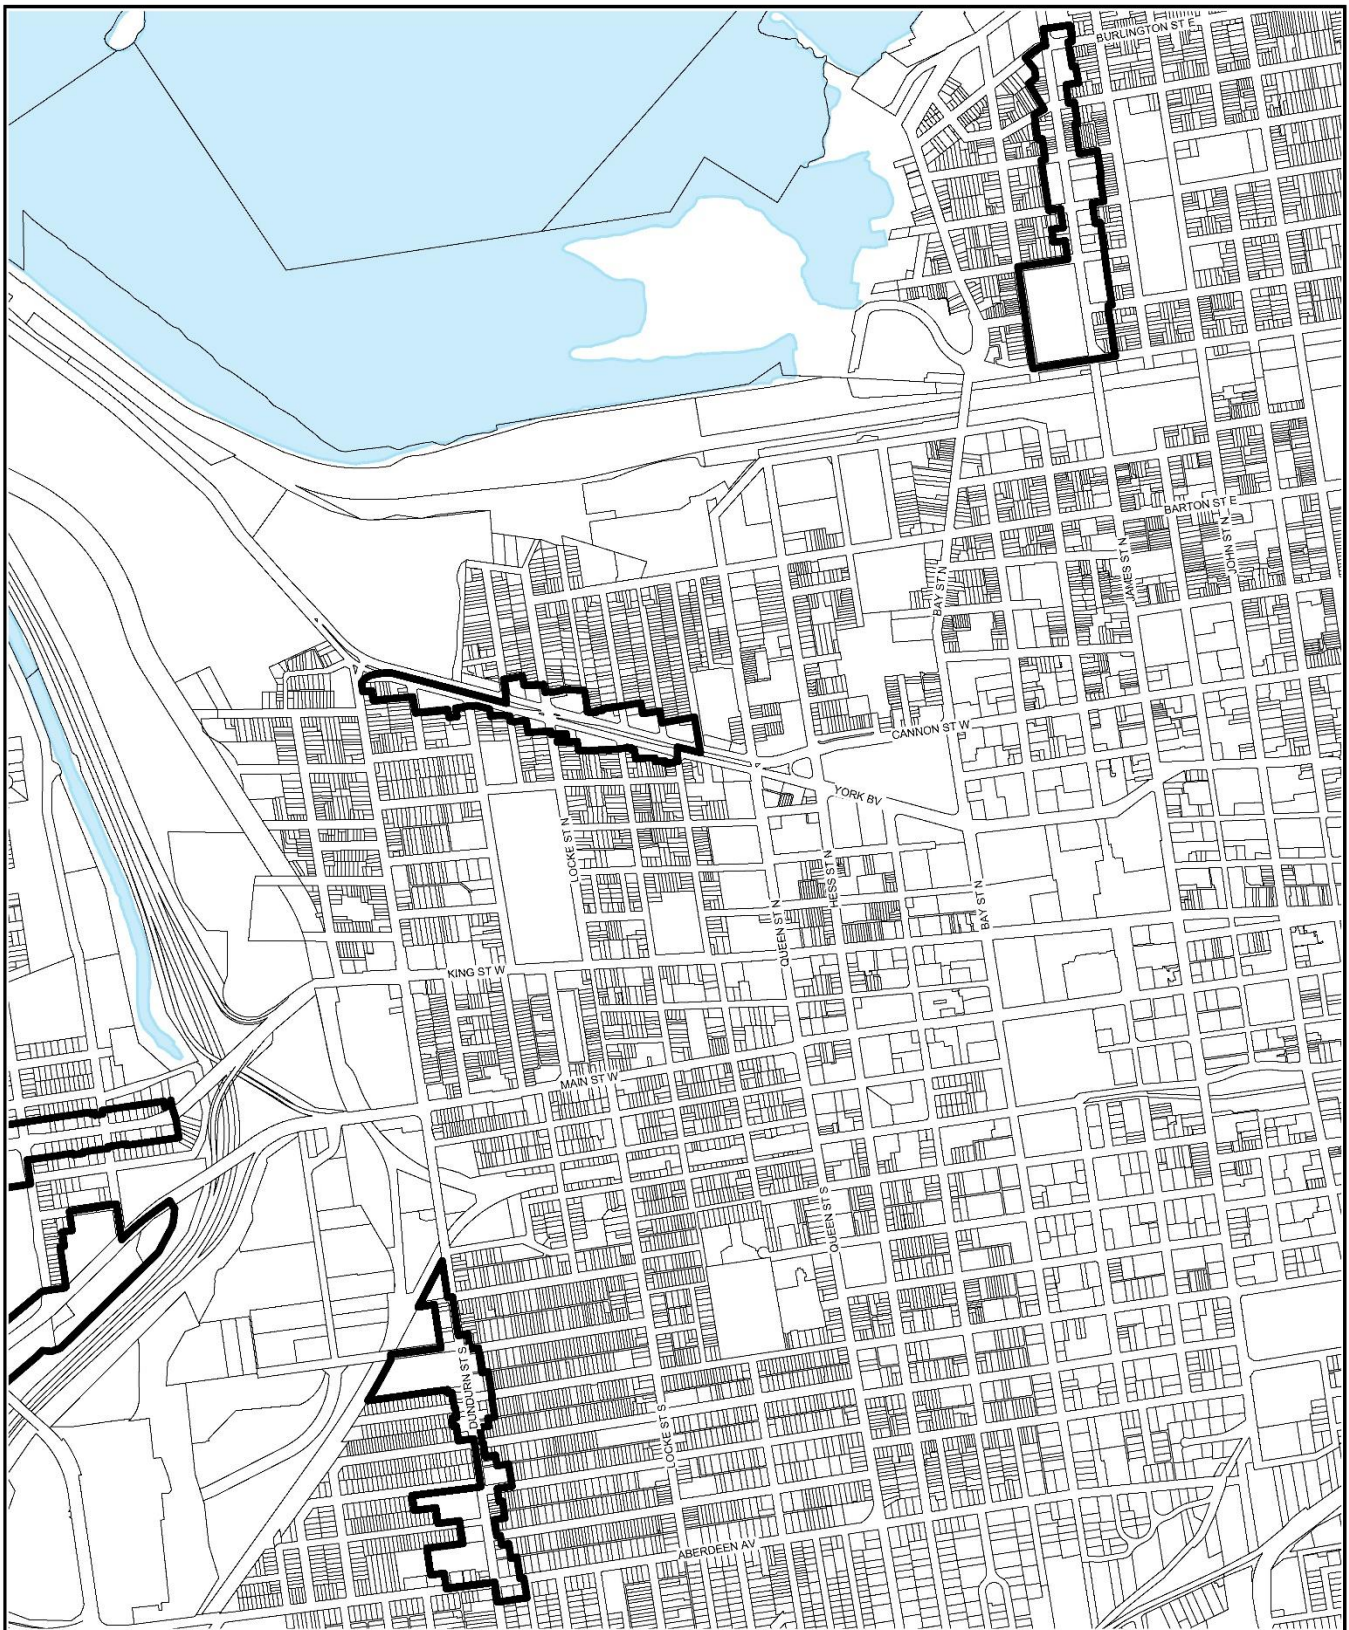 BURLINGTON ST E
BARTON ST E
JOHN ST N
JAMES ST N
BAY ST N
CANNON ST W
YORK BV
LOCKE ST N
HESS ST N
BAY ST N
QUEEN ST N
KING ST W
MAIN ST W
QUEEN ST S
DUNDURN ST S
LOCKE ST S
ABERDEEN AV